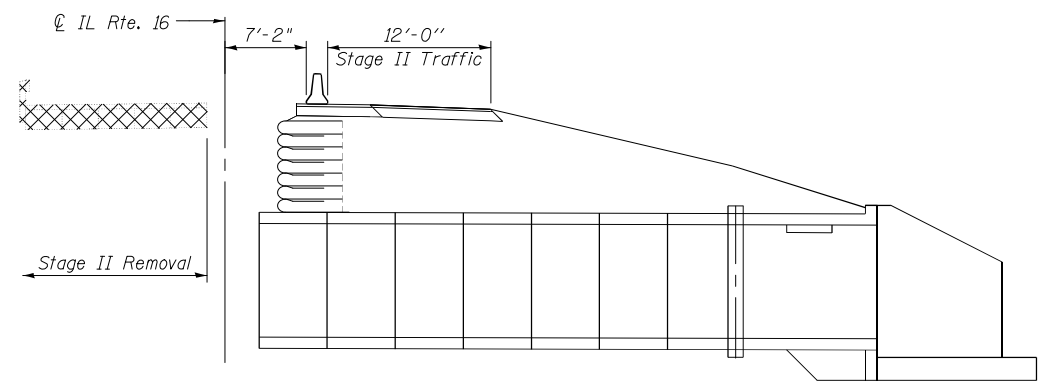 ℄ IL Rte. 16
7'-2"
12'-0''
Stage II Traffic
Stage II Removal